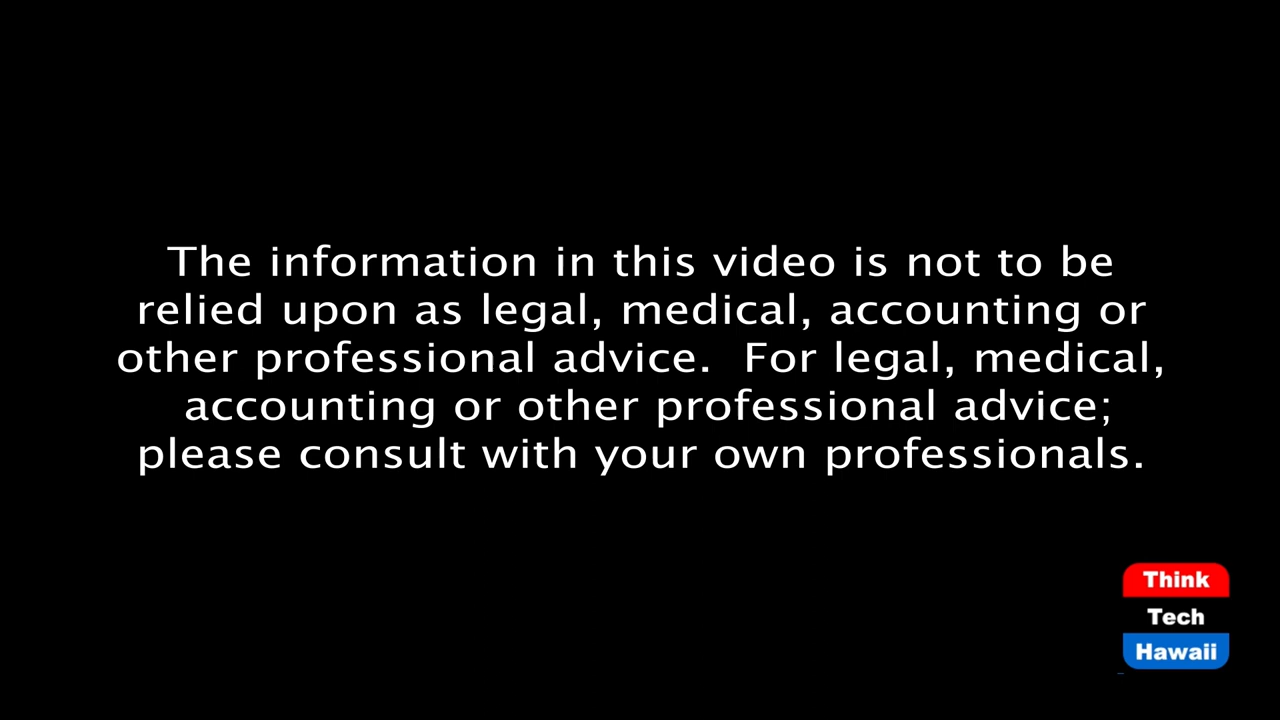 The information in this video is not to be
relied upon as legal, medical, accounting or
other professional advice.  For legal, medical,
accounting or other professional advice;
please consult with your own professionals.
Think
Tech
Hawaii